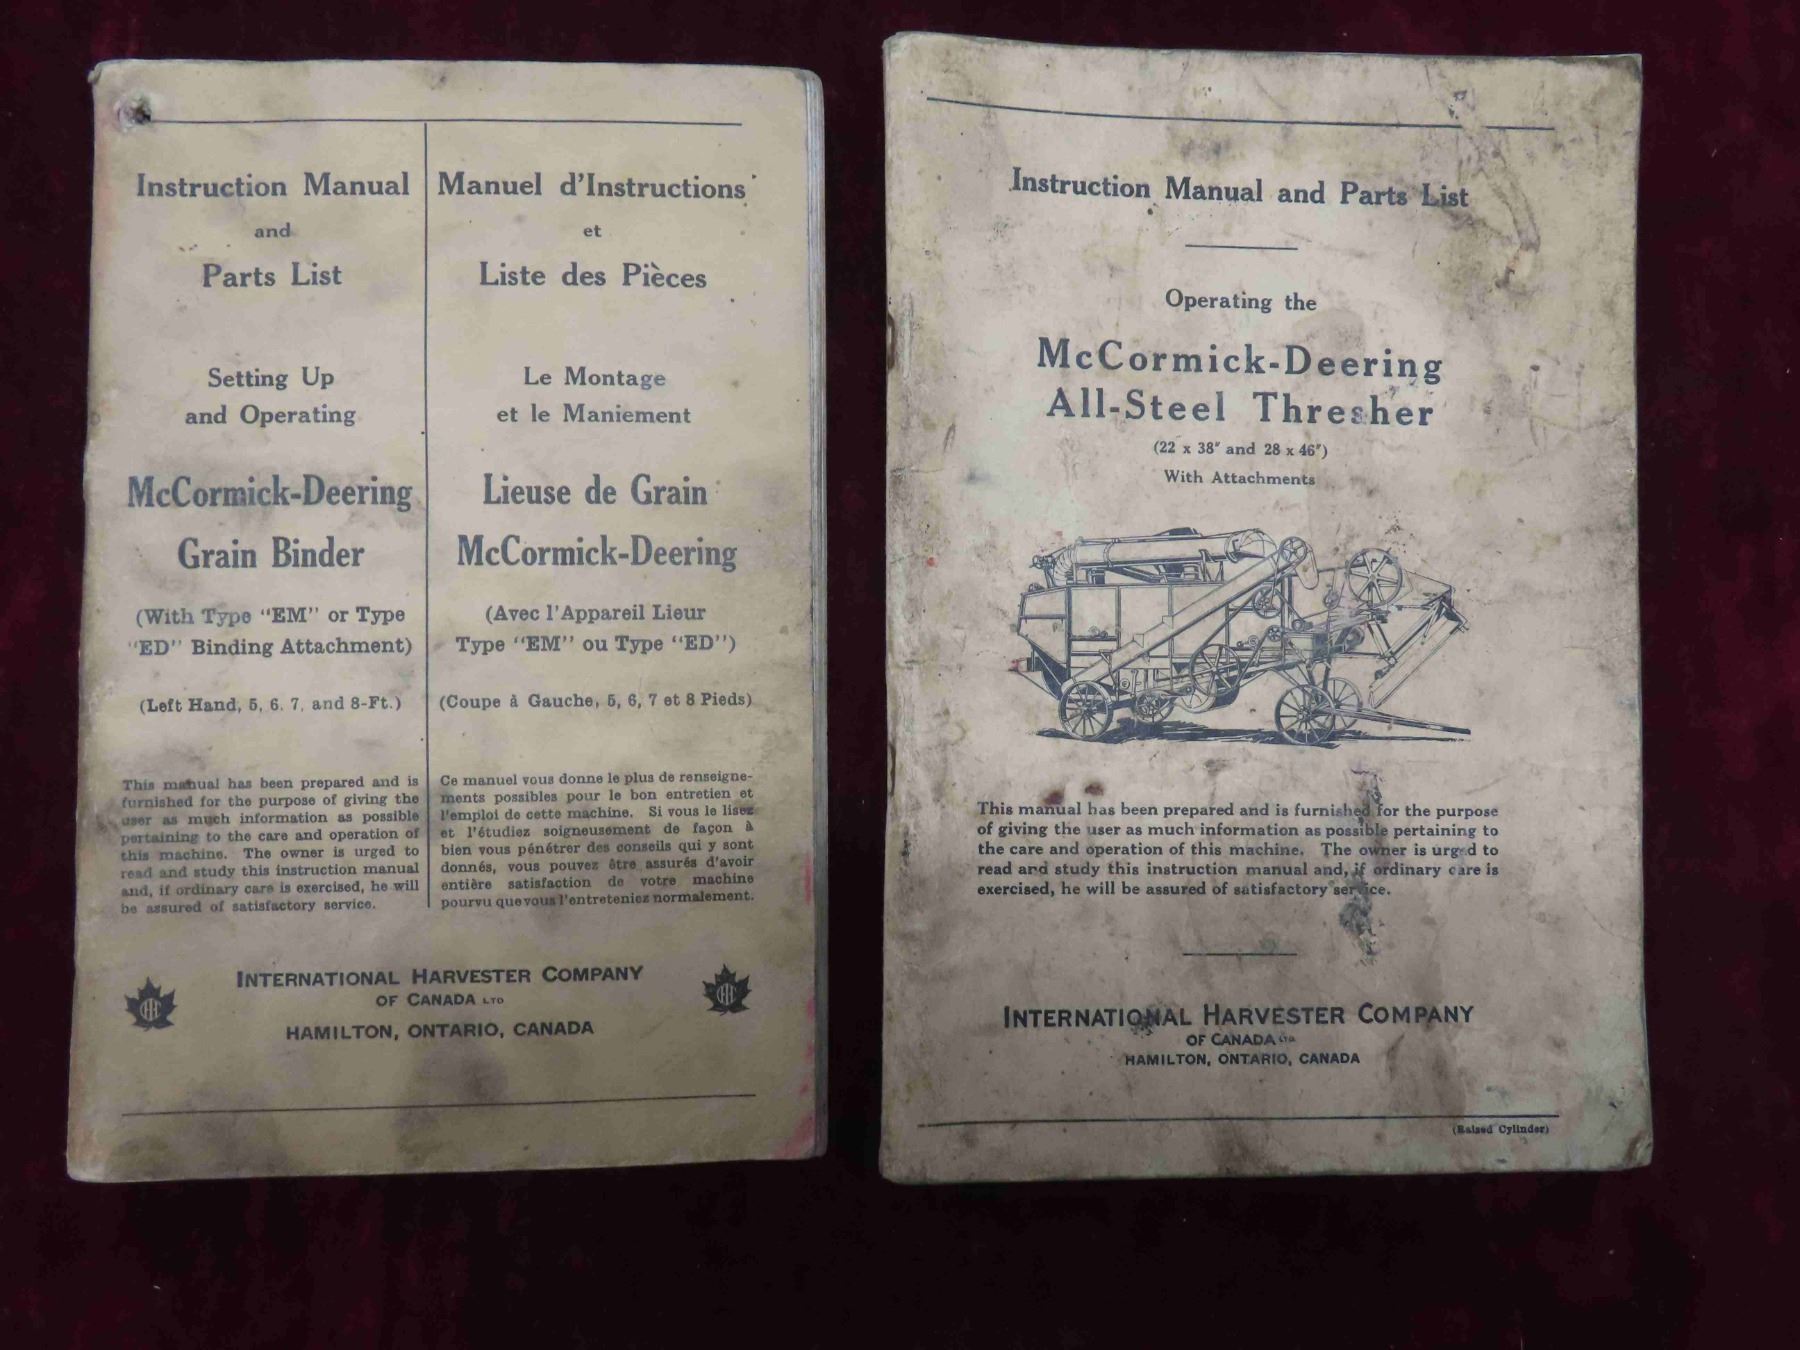 Instruction Manual
and
Parts List
Setting Up
and Operating
McCormick-Deering
Grain Binder
(With Type "EM" or Type
"ED" Binding Attachment)
(Left Hand, 5, 6, 7, and 8-Ft.)
This manual has been prepared and is
furnished for the purpose of giving the
user as much information as possible
pertaining to the care and operation of
this machine. The owner is urged to
read and study this instruction manual
and, if ordinary care is exercised, he will
be assured of satisfactory service.
Manuel d'Instructions
et
Liste des Pièces
Le Montage
et le Maniement
Lieuse de Grain
McCormick-Deering
(Avec l'Appareil Lieur
Type "EM" ou Type "ED")
(Coupe à Gauche, 5, 6, 7 et 8 Pieds)
Ce manuel vous donne le plus de renseigne-
ments possibles pour le bon entretien et
l'emploi de cette machine. Si vous le lisez
et l'étudiez soigneusement de façon à
bien vous pénétrer des conseils qui y sont
donnés, vous pouvez être assurés d'avoir
entière satisfaction de votre machine
pourvu que vous l'entreteniez normalement.
INTERNATIONAL HARVESTER COMPANY
OF CANADA LTD
HAMILTON, ONTARIO, CANADA
IHC
IHC
Instruction Manual and Parts List
Operating the
McCormick-Deering
All-Steel Thresher
(22 x 38" and 28 x 46")
With Attachments
This manual has been prepared and is furnished for the purpose
of giving the user as much information as possible pertaining to
the care and operation of this machine. The owner is urged to
read and study this instruction manual and, if ordinary care is
exercised, he will be assured of satisfactory service.
INTERNATIONAL HARVESTER COMPANY
OF CANADA LTD
HAMILTON, ONTARIO, CANADA
(Raised Cylinder)